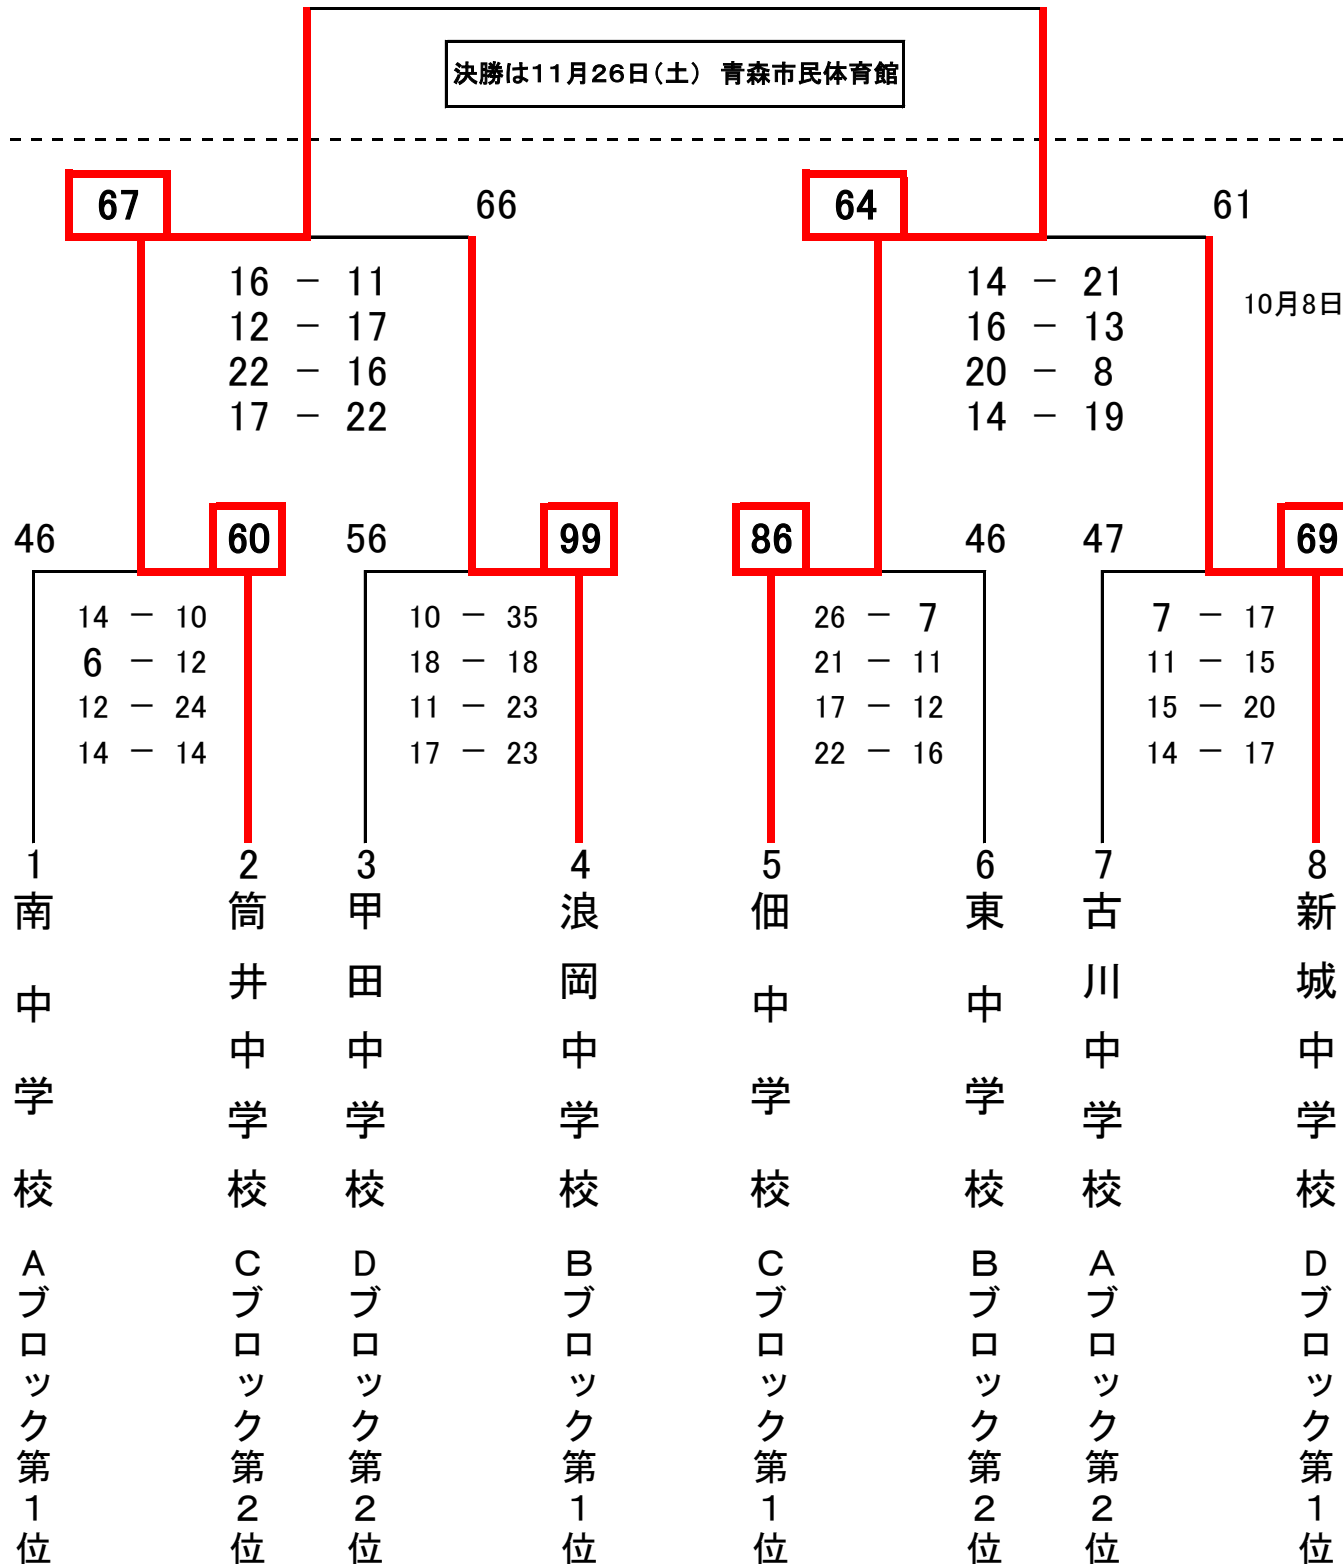 決勝は11月26日(土) 青森市民体育館
67 66 64 61
16 － 11 14 － 21
10月8日
12 － 17 16 － 13
22 － 16 20 － 8
17 － 22 14 － 19
46 60 56 99 86 46 47 69
14 － 10 10 － 35 26 － 7 7 － 17
6 － 12 18 － 18 21 － 11 11 － 15
12 － 24 11 － 23 17 － 12 15 － 20
14 － 14 17 － 23 22 － 16 14 － 17
1 2 3 4 5 6 7 8
南中学校 Aブロック第1位
筒井中学校 Cブロック第2位
甲田中学校 Dブロック第2位
浪岡中学校 Bブロック第1位
佃中学校 Cブロック第1位
東中学校 Bブロック第2位
古川中学校 Aブロック第2位
新城中学校 Dブロック第1位